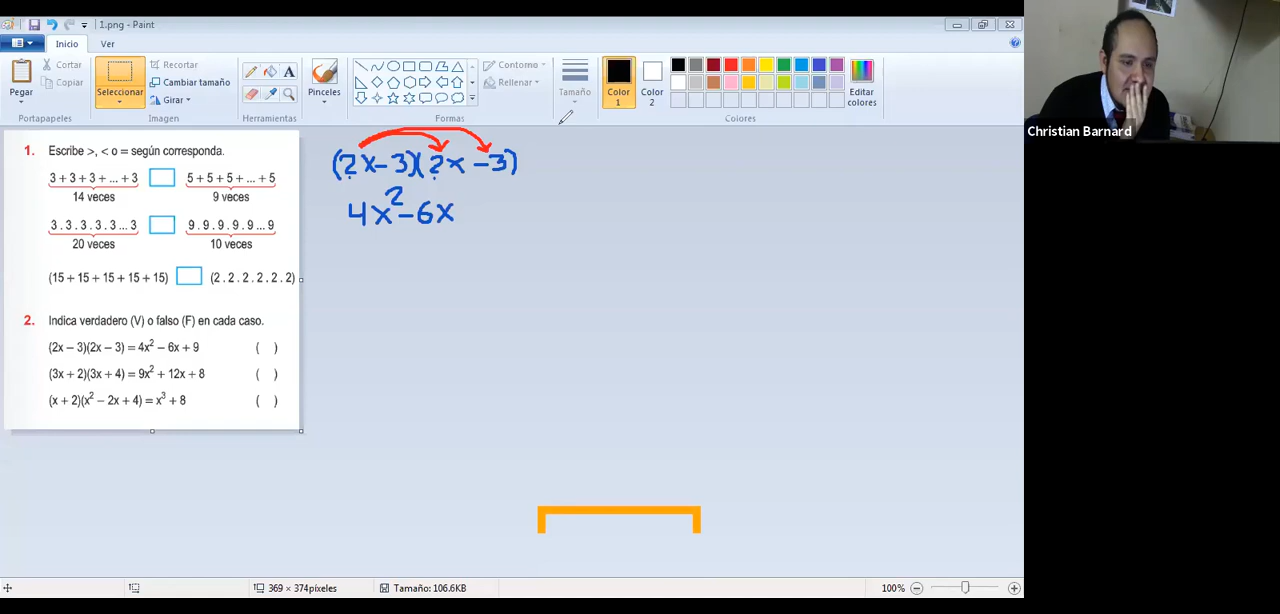 1.png - Paint
Inicio
Ver
Pegar
Cortar
Copiar
Portapapeles
Seleccionar
Recortar
Cambiar tamaño
Girar
Imagen
A
Herramientas
Pinceles
Contorno
Rellenar
Formas
Tamaño
Color 1
Color 2
Editar colores
Colores
Christian Barnard
1. Escribe >, < o = según corresponda.
3 + 3 + 3 + ... + 3 5 + 5 + 5 + ... + 5
14 veces 9 veces
3 . 3 . 3 . 3 . 3 ... 3 9 . 9 . 9 . 9 . 9 ... 9
20 veces 10 veces
(15 + 15 + 15 + 15 + 15) (2 . 2 . 2 . 2 . 2 . 2)
2. Indica verdadero (V) o falso (F) en cada caso.
(2x – 3)(2x – 3) = 4x² – 6x + 9 ( )
(3x + 2)(3x + 4) = 9x² + 12x + 8 ( )
(x + 2)(x² – 2x + 4) = x³ + 8 ( )
(2x-3)(2x-3)
4x²-6x
369 × 374píxeles
Tamaño: 106.6KB
100%